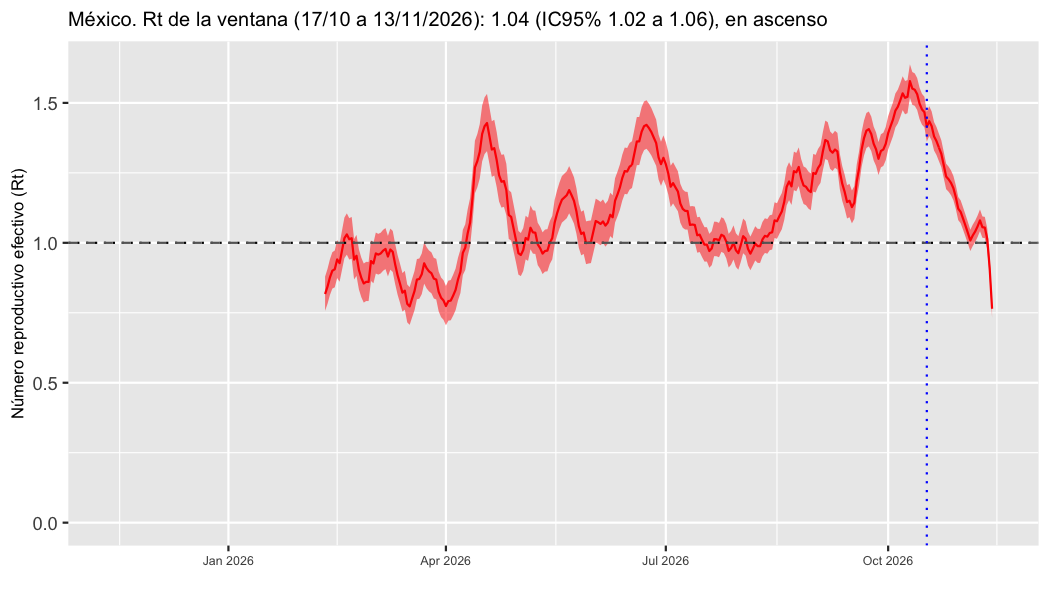 México. Rt de la ventana (17/10 a 13/11/2026): 1.04 (IC95% 1.02 a 1.06), en ascenso
Número reproductivo efectivo (Rt)
1.5
1.0
0.5
0.0
Jan 2026 Apr 2026 Jul 2026 Oct 2026